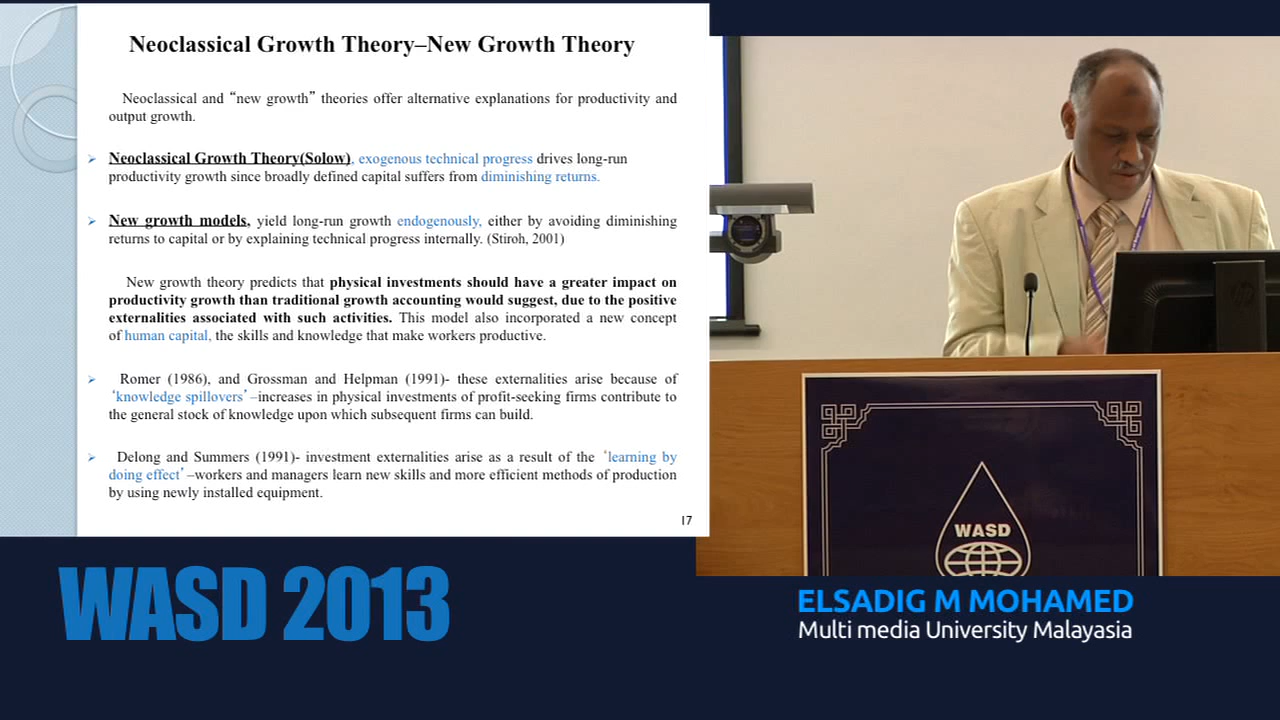 Neoclassical Growth Theory–New Growth Theory
Neoclassical and “new growth” theories offer alternative explanations for productivity and
output growth.
➢ Neoclassical Growth Theory(Solow), exogenous technical progress drives long-run
productivity growth since broadly defined capital suffers from diminishing returns.
➢ New growth models, yield long-run growth endogenously, either by avoiding diminishing
returns to capital or by explaining technical progress internally. (Stiroh, 2001)
New growth theory predicts that physical investments should have a greater impact on
productivity growth than traditional growth accounting would suggest, due to the positive
externalities associated with such activities. This model also incorporated a new concept
of human capital, the skills and knowledge that make workers productive.
➢ Romer (1986), and Grossman and Helpman (1991)- these externalities arise because of
‘knowledge spillovers’ –increases in physical investments of profit-seeking firms contribute to
the general stock of knowledge upon which subsequent firms can build.
➢ Delong and Summers (1991)- investment externalities arise as a result of the ‘learning by
doing effect’ –workers and managers learn new skills and more efficient methods of production
by using newly installed equipment.
17
hp
WASD
WASD 2013
ELSADIG M MOHAMED
Multi media University Malayasia